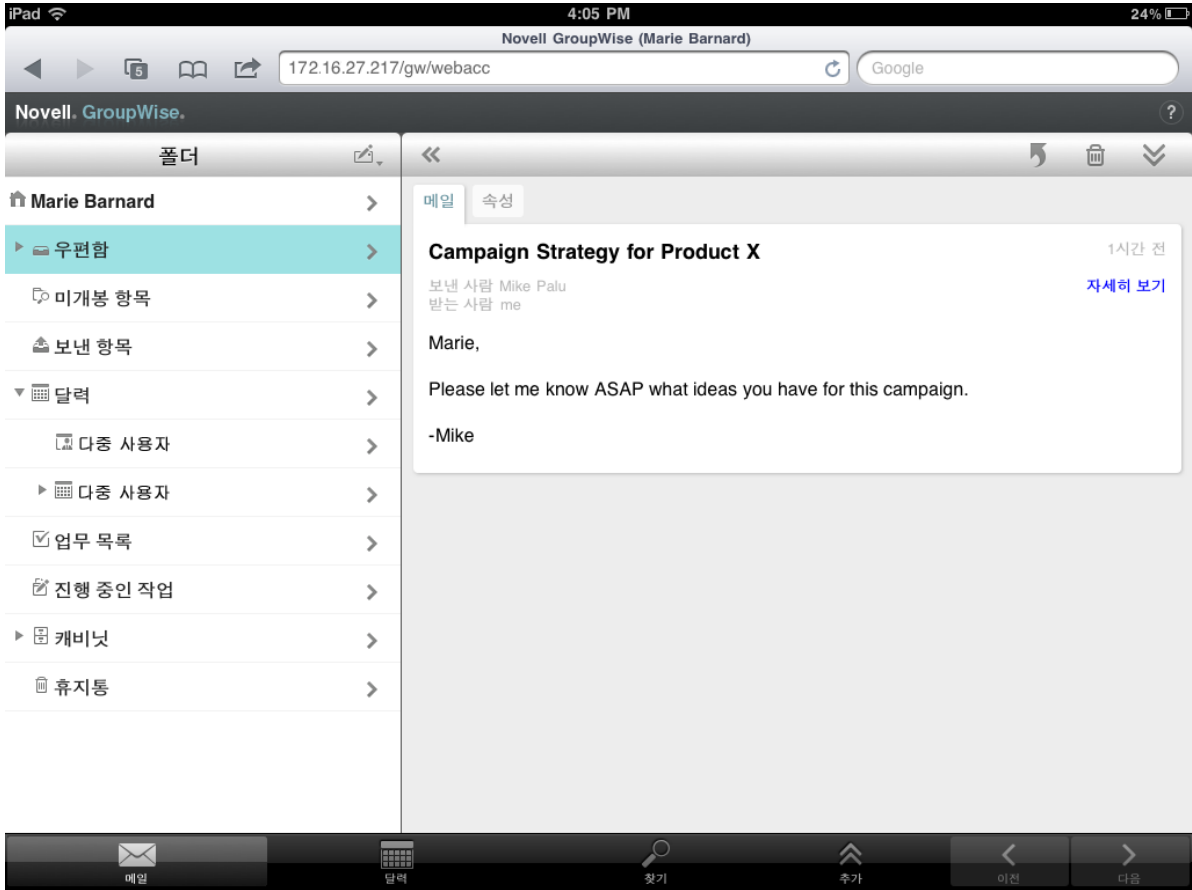 iPad 4:05 PM 24%
Novell GroupWise (Marie Barnard)
5 172.16.27.217/gw/webacc Google
Novell. GroupWise. ?
폴더
Marie Barnard
우편함
미개봉 항목
보낸 항목
달력
다중 사용자
다중 사용자
업무 목록
진행 중인 작업
캐비닛
휴지통
메일 속성
Campaign Strategy for Product X 1시간 전
보낸 사람 Mike Palu 자세히 보기
받는 사람 me
Marie,
Please let me know ASAP what ideas you have for this campaign.
-Mike
메일 달력 찾기 추가 이전 다음